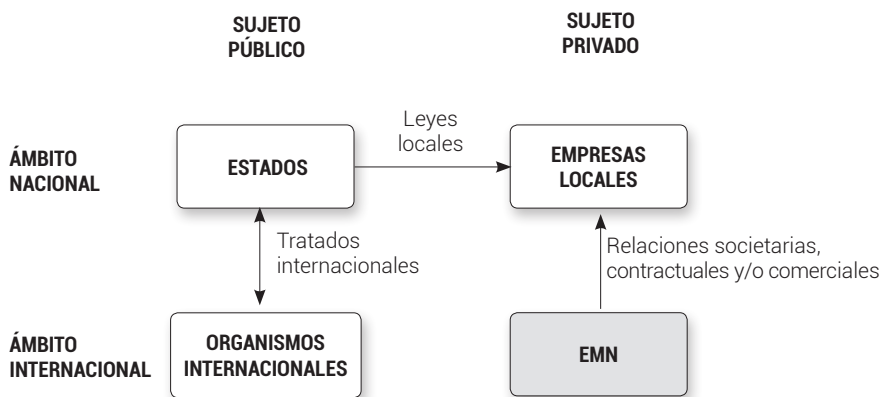 SUJETO
PÚBLICO
SUJETO
PRIVADO
ÁMBITO
NACIONAL
ESTADOS
Leyes
locales
EMPRESAS
LOCALES
Tratados
internacionales
Relaciones societarias,
contractuales y/o comerciales
ÁMBITO
INTERNACIONAL
ORGANISMOS
INTERNACIONALES
EMN